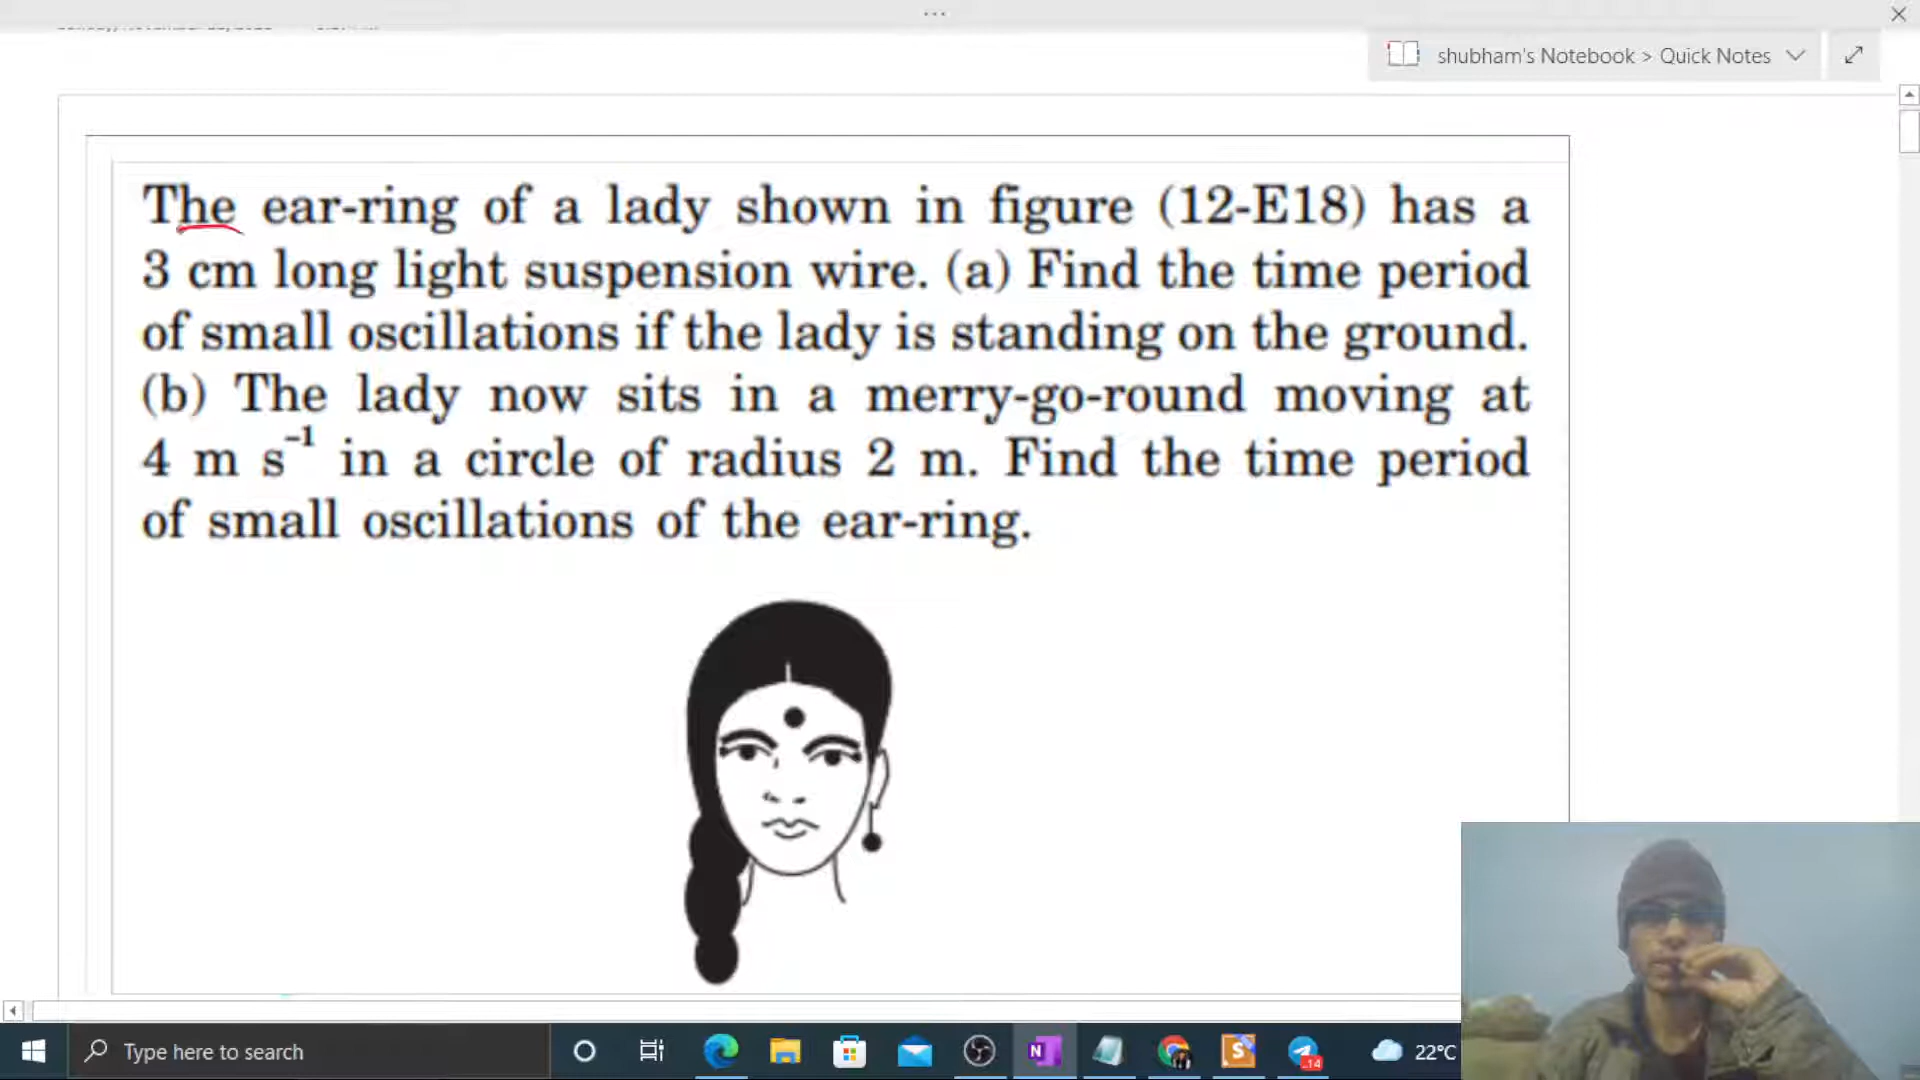 ...
shubham's Notebook > Quick Notes
The ear-ring of a lady shown in figure (12-E18) has a
3 cm long light suspension wire. (a) Find the time period
of small oscillations if the lady is standing on the ground.
(b) The lady now sits in a merry-go-round moving at
4 m s⁻¹ in a circle of radius 2 m. Find the time period
of small oscillations of the ear-ring.
Type here to search
N
S
14
22°C